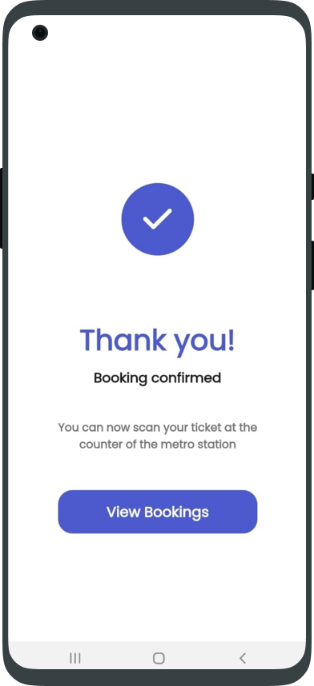 Thank you!
Booking confirmed
You can now scan your ticket at the
counter of the metro station
View Bookings